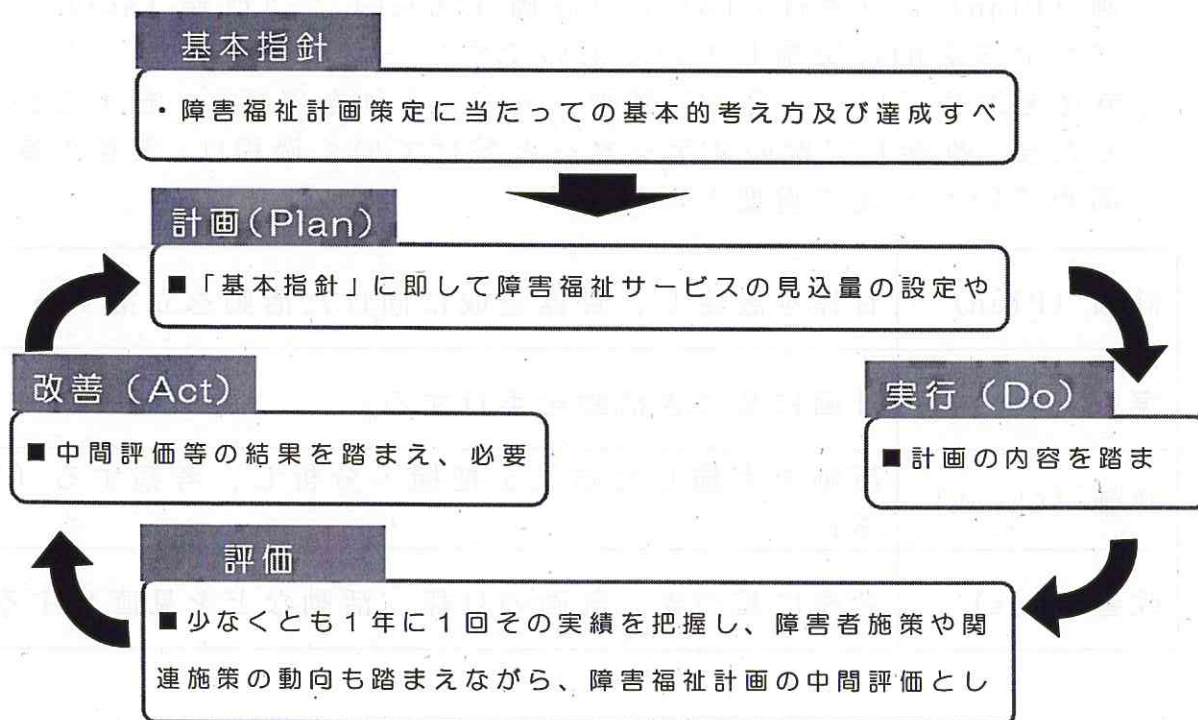 基本指針
・障害福祉計画策定に当たっての基本的考え方及び達成すべ
計画(Plan)
■「基本指針」に即して障害福祉サービスの見込量の設定や
改善(Act)
■中間評価等の結果を踏まえ、必要
実行(Do)
■計画の内容を踏ま
評価
■少なくとも1年に1回その実績を把握し、障害者施策や関
連施策の動向も踏まえながら、障害福祉計画の中間評価とし